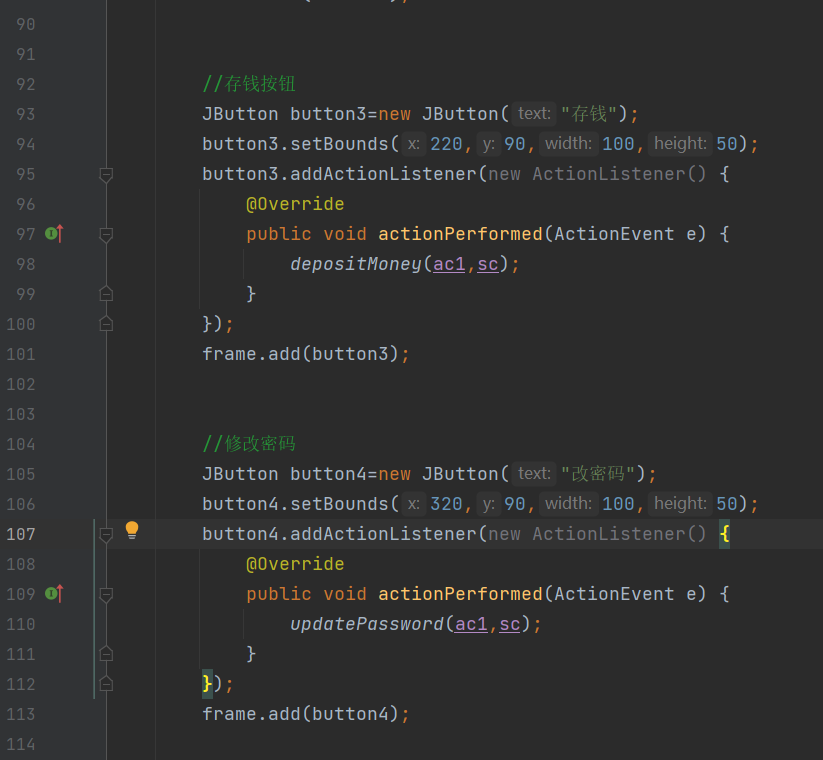 90
91
92 //存钱按钮
93 JButton button3=new JButton( text: "存钱");
94 button3.setBounds( x: 220, y: 90, width: 100, height: 50);
95 button3.addActionListener(new ActionListener() {
96 @Override
97 public void actionPerformed(ActionEvent e) {
98 depositMoney(ac1,sc);
99 }
100 });
101 frame.add(button3);
102
103
104 //修改密码
105 JButton button4=new JButton( text: "改密码");
106 button4.setBounds( x: 320, y: 90, width: 100, height: 50);
107 button4.addActionListener(new ActionListener() {
108 @Override
109 public void actionPerformed(ActionEvent e) {
110 updatePassword(ac1,sc);
111 }
112 });
113 frame.add(button4);
114